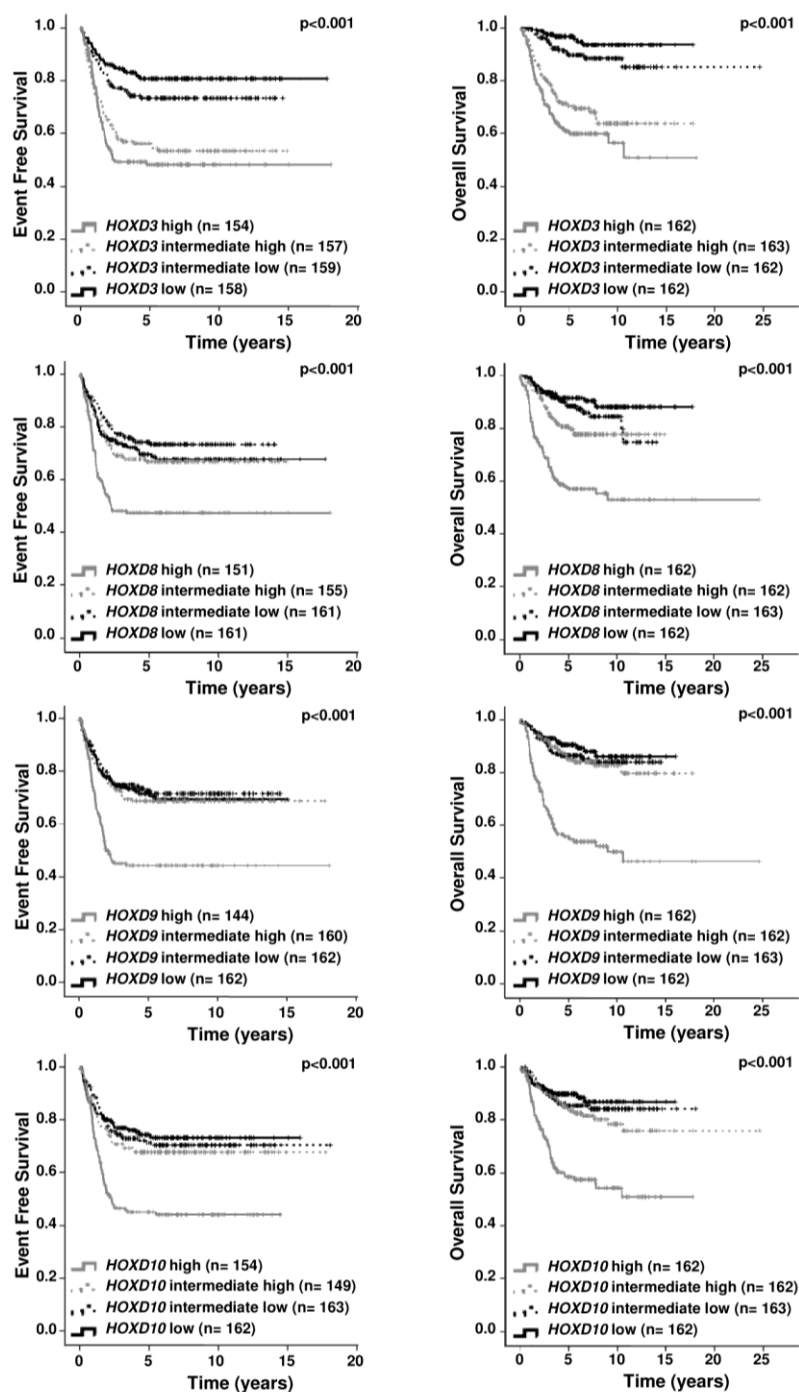 p<0.001
Event Free Survival
1.0
0.8
0.6
0.4
0.2
0.0
HOXD3 high (n= 154)
HOXD3 intermediate high (n= 157)
HOXD3 intermediate low (n= 159)
HOXD3 low (n= 158)
0 5 10 15 20
Time (years)
p<0.001
Overall Survival
1.0
0.8
0.6
0.4
0.2
0.0
HOXD3 high (n= 162)
HOXD3 intermediate high (n= 163)
HOXD3 intermediate low (n= 162)
HOXD3 low (n= 162)
0 5 10 15 20 25
Time (years)
p<0.001
Event Free Survival
1.0
0.8
0.6
0.4
0.2
0.0
HOXD8 high (n= 151)
HOXD8 intermediate high (n= 155)
HOXD8 intermediate low (n= 161)
HOXD8 low (n= 161)
0 5 10 15 20
Time (years)
p<0.001
Overall Survival
1.0
0.8
0.6
0.4
0.2
0.0
HOXD8 high (n= 162)
HOXD8 intermediate high (n= 162)
HOXD8 intermediate low (n= 163)
HOXD8 low (n= 162)
0 5 10 15 20 25
Time (years)
p<0.001
Event Free Survival
1.0
0.8
0.6
0.4
0.2
0.0
HOXD9 high (n= 144)
HOXD9 intermediate high (n= 160)
HOXD9 intermediate low (n= 162)
HOXD9 low (n= 162)
0 5 10 15 20
Time (years)
p<0.001
Overall Survival
1.0
0.8
0.6
0.4
0.2
0.0
HOXD9 high (n= 162)
HOXD9 intermediate high (n= 162)
HOXD9 intermediate low (n= 163)
HOXD9 low (n= 162)
0 5 10 15 20 25
Time (years)
p<0.001
Event Free Survival
1.0
0.8
0.6
0.4
0.2
0.0
HOXD10 high (n= 154)
HOXD10 intermediate high (n= 149)
HOXD10 intermediate low (n= 163)
HOXD10 low (n= 162)
0 5 10 15 20
Time (years)
p<0.001
Overall Survival
1.0
0.8
0.6
0.4
0.2
0.0
HOXD10 high (n= 162)
HOXD10 intermediate high (n= 162)
HOXD10 intermediate low (n= 163)
HOXD10 low (n= 162)
0 5 10 15 20 25
Time (years)